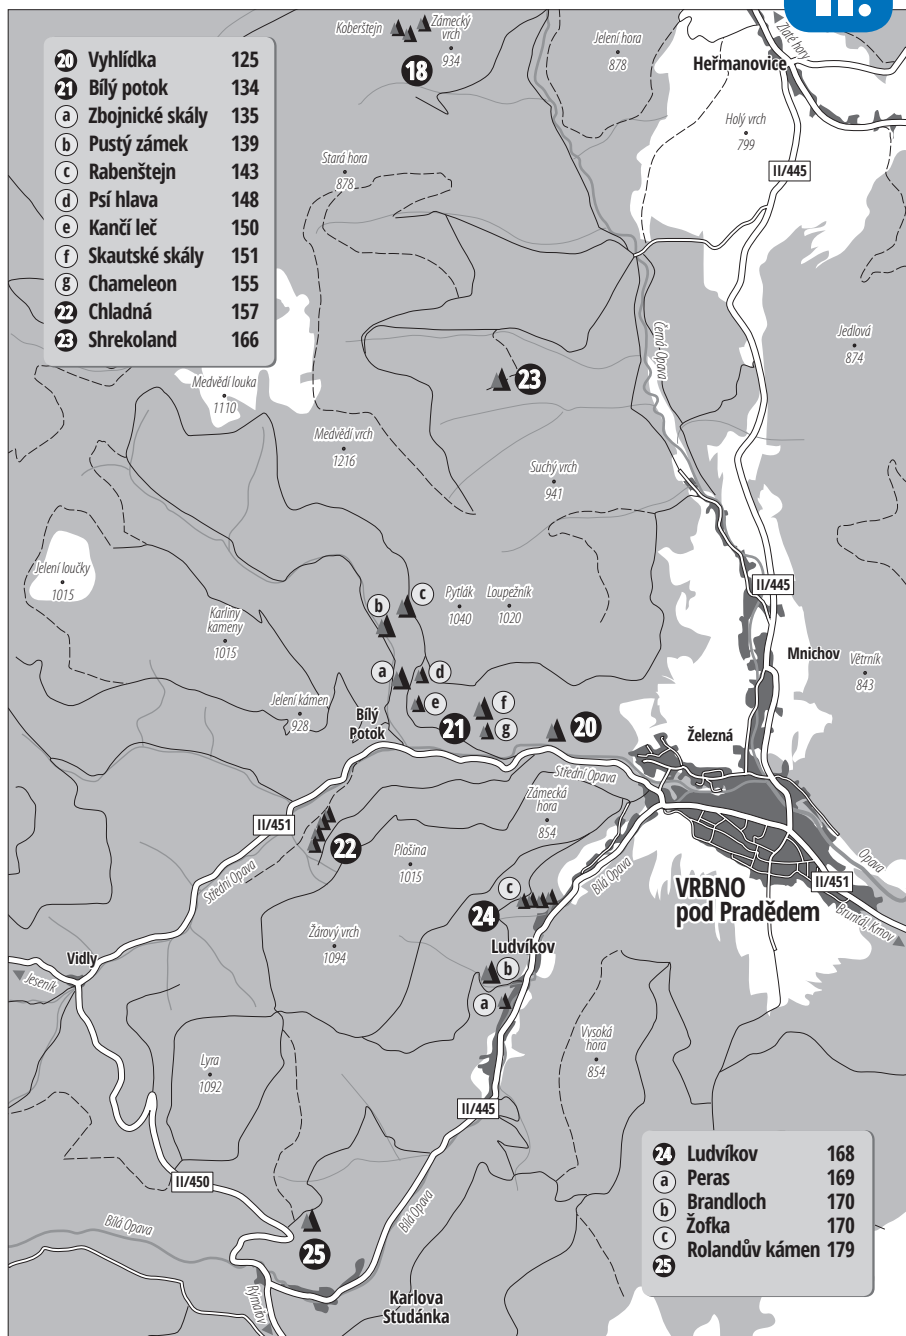 II.
20 Vyhlídka 125
21 Bílý potok 134
a Zbojnické skály 135
b Pustý zámek 139
c Rabenštejn 143
d Psí hlava 148
e Kančí leč 150
f Skautské skály 151
g Chameleon 155
22 Chladná 157
23 Shrekoland 166
Koberštejn
Zámecký
vrch
934
18
Jelení hora
878
Zlaté hory
Heřmanovice
Holý vrch
799
II/445
Stará hora
878
Černá Opava
Jedlová
874
Medvědí louka
1110
23
Medvědí vrch
1216
Suchý vrch
941
Jelení loučky
1015
II/445
b
c
Pytlák
1040
Loupežník
1020
Karliny
kameny
1015
Mnichov
Větrník
843
a
d
e
f
g
Jelení kámen
928
Bílý
Potok
21
20
Železná
Střední Opava
Zámecká
hora
854
II/451
22
Plošina
1015
Střední Opava
Bílá Opava
Opava
II/451
VRBNO
pod Pradědem
Bruntál, Krnov
c
24
Ludvíkov
Žárový vrch
1094
Vidly
Jeseník
b
a
Vysoká
hora
854
Lyra
1092
II/445
II/450
Bílá Opava
Bílá Opava
25
Rýmařov
Karlova
Studánka
24 Ludvíkov 168
a Peras 169
b Brandloch 170
c Žofka 170
25 Rolandův kámen 179